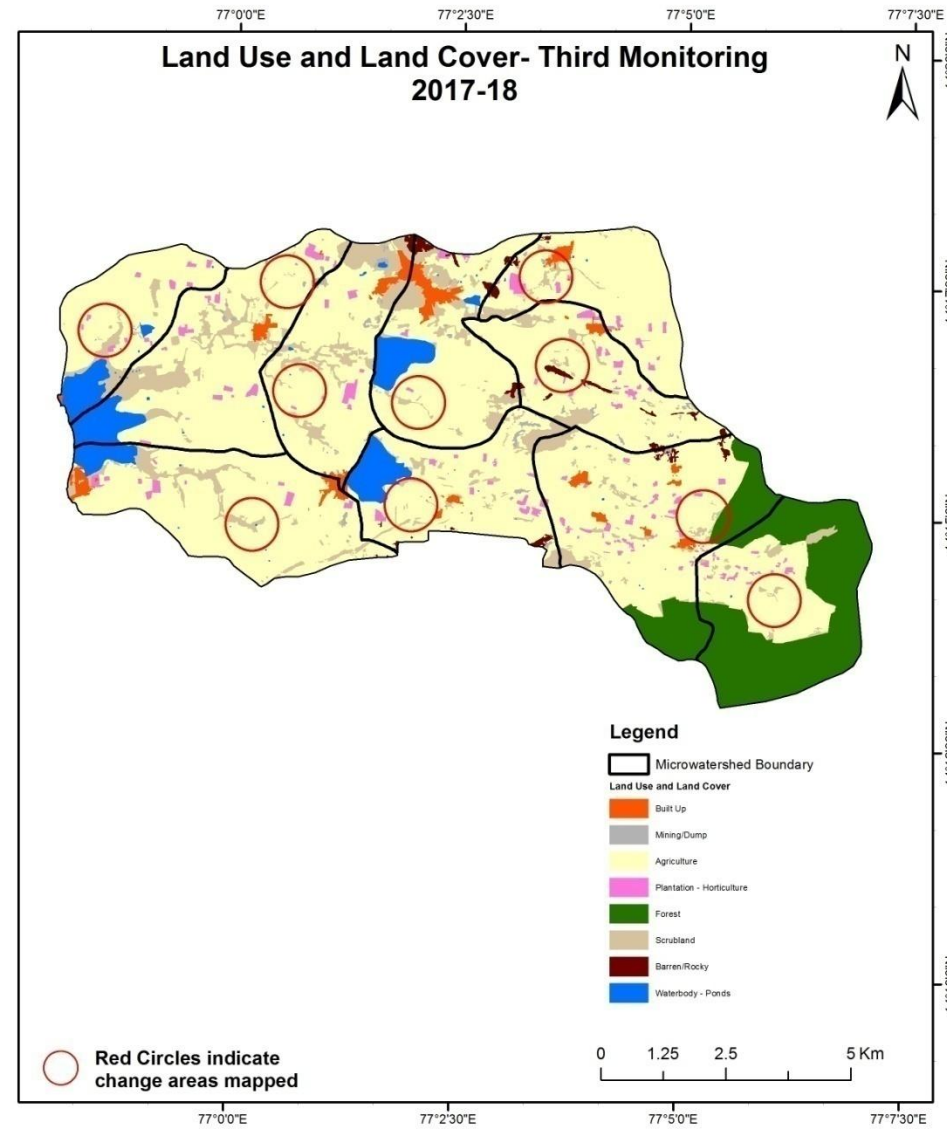 77°0'0"E 77°2'30"E 77°5'0"E 77°7'30"E
Land Use and Land Cover- Third Monitoring
2017-18
N
Legend
Microwatershed Boundary
Land Use and Land Cover
Built Up
Mining/Dump
Agriculture
Plantation - Horticulture
Forest
Scrubland
Barren/Rocky
Waterbody - Ponds
Red Circles indicate
change areas mapped
0 1.25 2.5 5 Km
77°0'0"E 77°2'30"E 77°5'0"E 77°7'30"E